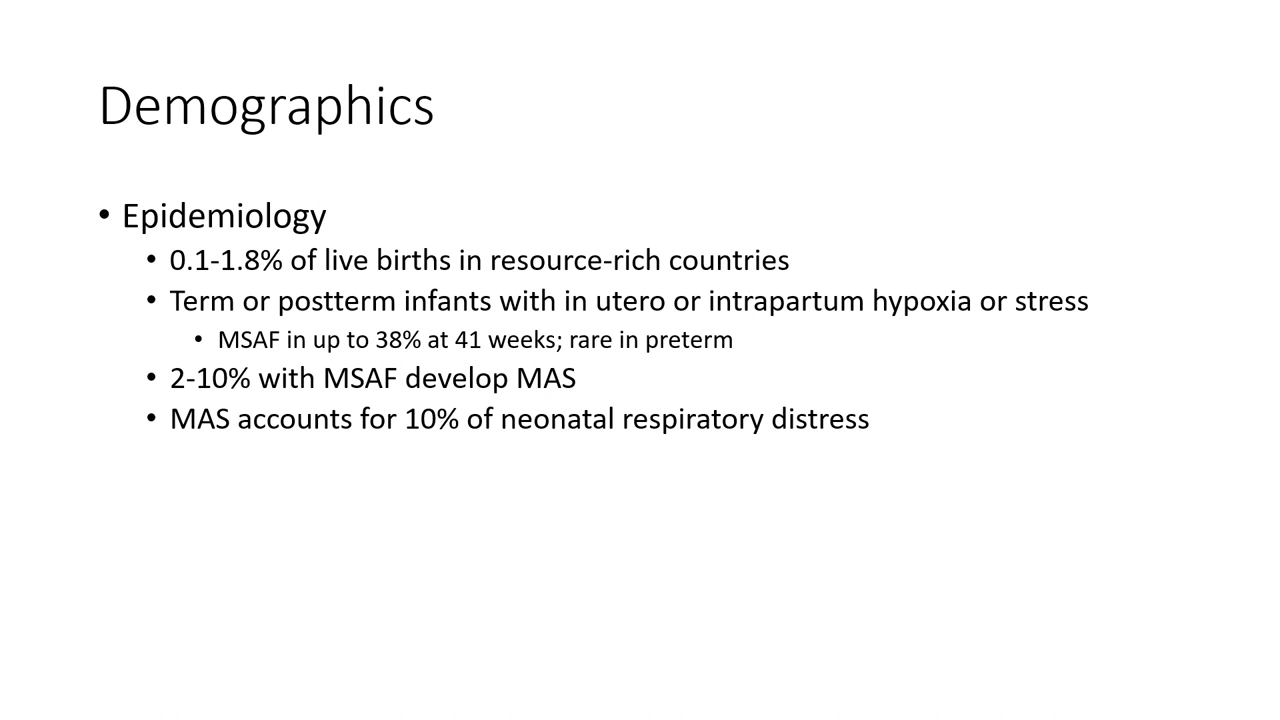 Demographics
• Epidemiology
• 0.1-1.8% of live births in resource-rich countries
• Term or postterm infants with in utero or intrapartum hypoxia or stress
• MSAF in up to 38% at 41 weeks; rare in preterm
• 2-10% with MSAF develop MAS
• MAS accounts for 10% of neonatal respiratory distress